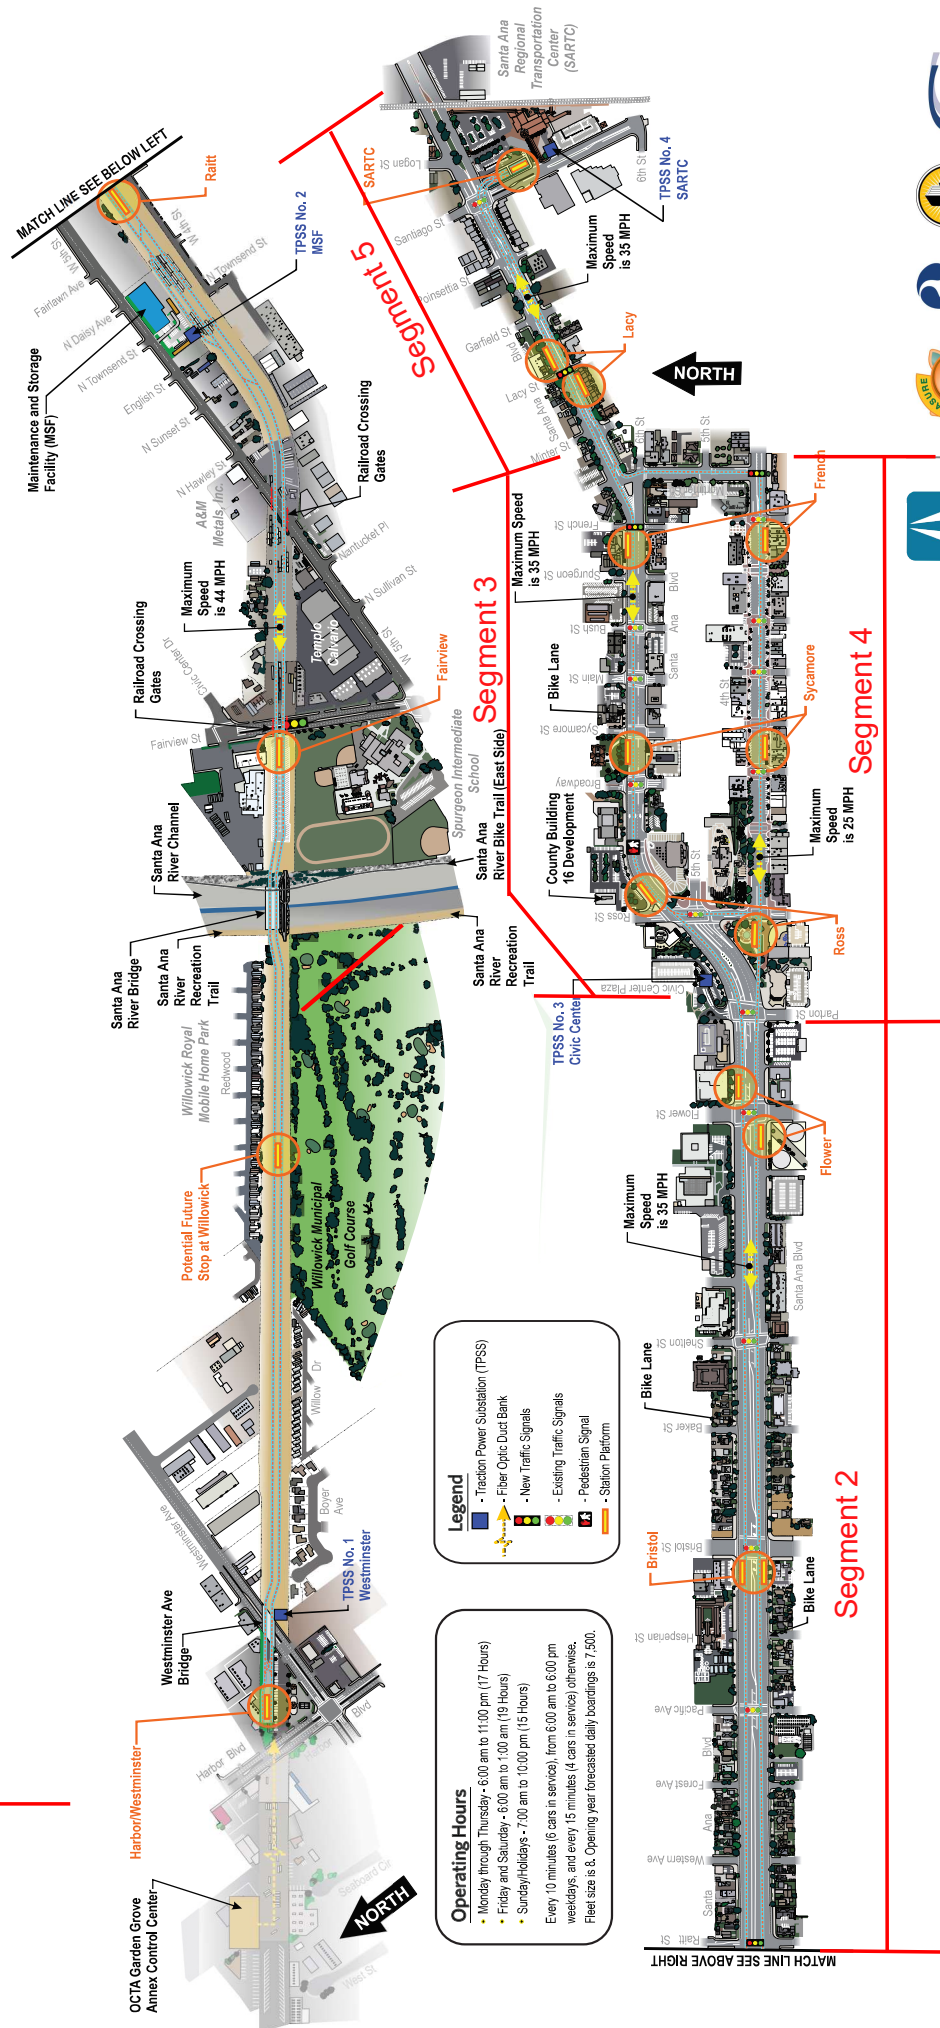 MATCH LINE SEE BELOW LEFT
OCTA Garden Grove
Annex Control Center
Harbor/Westminster
Westminster Ave
Bridge
Westminster Ave
Harbor Blvd
Harbor
Blvd
Seaboard Cir
West St
NORTH
TPSS No. 1
Westminster
Boyer
Ave
Willow Dr
Potential Future
Stop at Willowick
Willowick Royal
Mobile Home Park
Redwood
Willowick Municipal
Golf Course
Santa Ana
River Bridge
Santa Ana
River
Recreation
Trail
Santa Ana
River Channel
Santa Ana
River
Recreation
Trail
Santa Ana
River Bike Trail (East Side)
Spurgeon Intermediate
School
Fairview St
Fairview
Railroad Crossing
Gates
Civic Center Dr
Templo
Calvario
Maximum
Speed
is 44 MPH
A&M
Metals, Inc.
Railroad Crossing
Gates
Nantucket Pl
N Sullivan St
W 5th St
N Hawley St
N Sunset St
English St
N Townsend St
N Daisy Ave
Fairlawn Ave
W 5th St
Maintenance and Storage
Facility (MSF)
TPSS No. 2
MSF
N Townsend St
W 4th St
Raitt
Segment 3
Segment 5
Operating Hours
• Monday through Thursday - 6:00 am to 11:00 pm (17 Hours)
• Friday and Saturday - 6:00 am to 1:00 am (19 Hours)
• Sunday/Holidays - 7:00 am to 10:00 pm (15 Hours)
Every 10 minutes (6 cars in service), from 6:00 am to 6:00 pm
weekdays, and every 15 minutes (4 cars in service) otherwise.
Fleet size is 8. Opening year forecasted daily boardings is 7,500.
Legend
- Traction Power Substation (TPSS)
- Fiber Optic Duct Bank
- New Traffic Signals
- Existing Traffic Signals
- Pedestrian Signal
- Station Platform
MATCH LINE SEE ABOVE RIGHT
Raitt St
Santa
Ana
Blvd
Western Ave
Forest Ave
Pacific Ave
Hesperian St
Bristol
Bristol St
Bike Lane
Baker St
Bike Lane
Shelton St
Santa Ana Blvd
Maximum
Speed
is 35 MPH
Flower St
Flower
Segment 2
Parton St
TPSS No. 3
Civic Center
Civic Center Plaza
Ross St
Ross
County Building
16 Development
5th St
Maximum
Speed
is 25 MPH
Broadway
Sycamore St
Sycamore
Bike Lane
Main St
4th St
Bush St
Santa
Ana
Blvd
Spurgeon St
Maximum Speed
is 35 MPH
French St
French
Segment 4
6th St
5th St
Minter St
Santa Ana
Blvd
Lacy St
Lacy
Garfield St
Poinsettia St
Maximum
Speed
is 35 MPH
Santiago St
SARTC
Logan St
6th St
TPSS No. 4
SARTC
Santa Ana
Regional
Transportation
Center
(SARTC)
NORTH